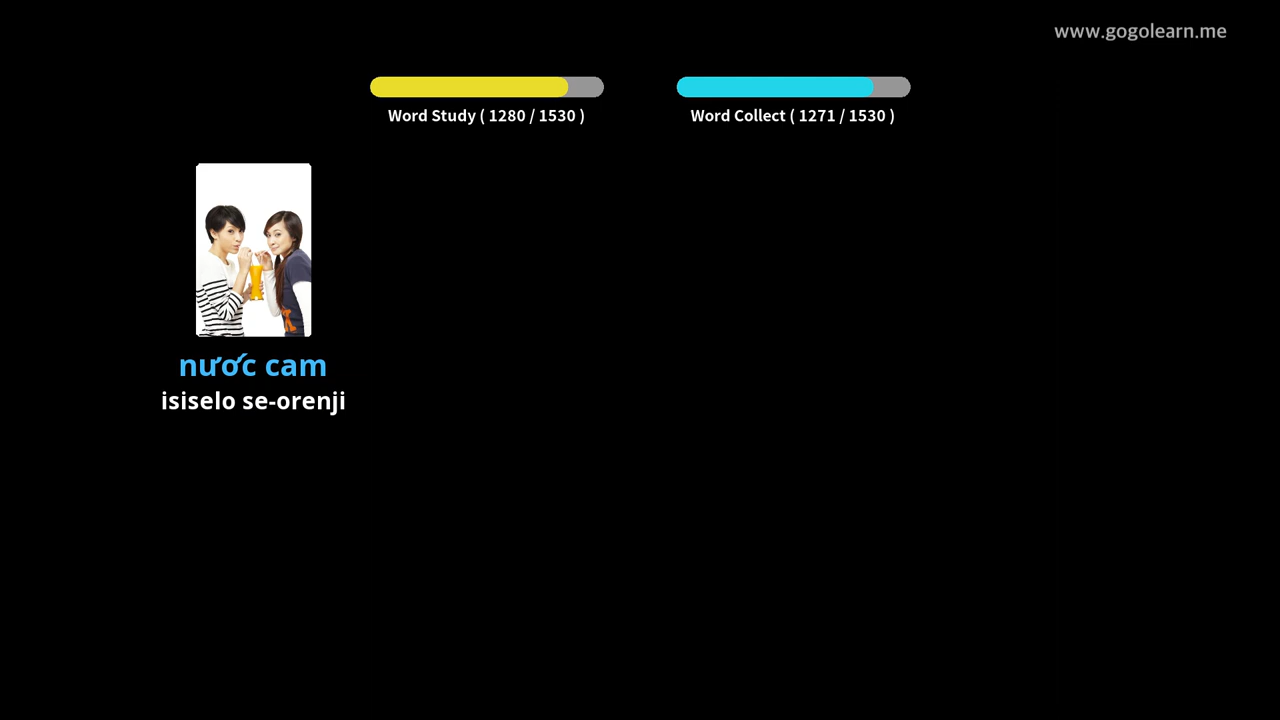 www.gogolearn.me
Word Study ( 1280 / 1530 )
Word Collect ( 1271 / 1530 )
nước cam
isiselo se-orenji